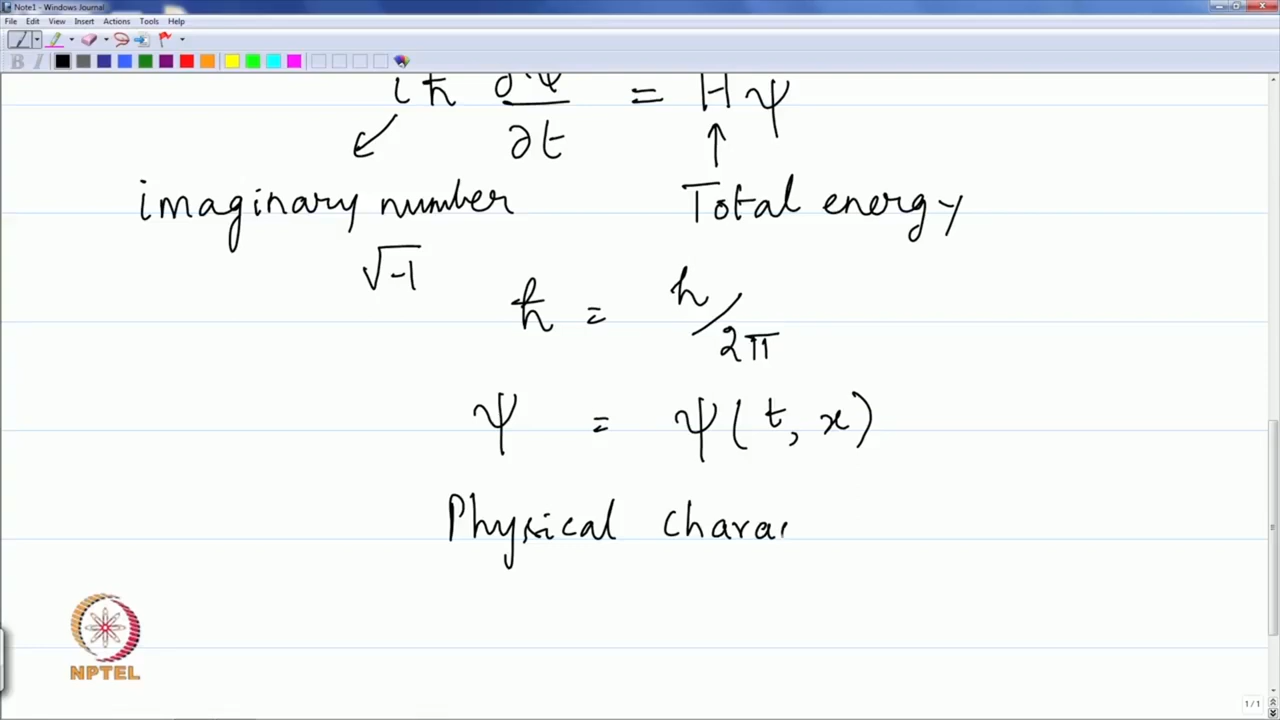 Note1 - Windows Journal
File Edit View Insert Actions Tools Help
B I
iħ ∂Ψ/∂t = Hψ
imaginary number Total energy
√-1
ħ = h/2π
ψ = ψ(t, x)
Physical charac
NPTEL
1/1